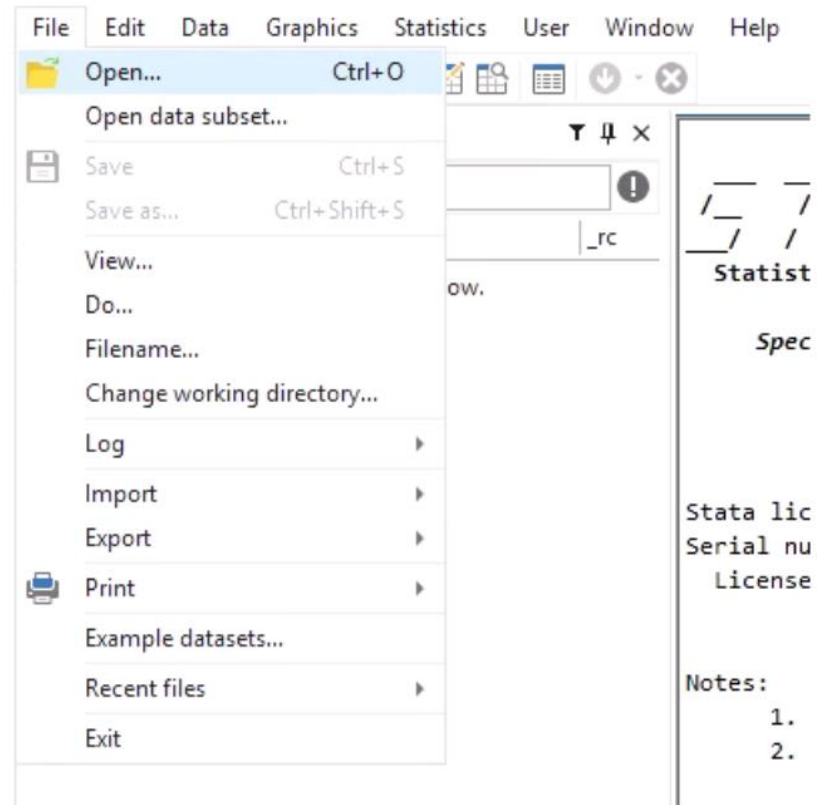 File Edit Data Graphics Statistics User Window Help
Open... Ctrl+O
Open data subset...
Save Ctrl+S
Save as... Ctrl+Shift+S
View...
Do...
Filename...
Change working directory...
Log
Import
Export
Print
Example datasets...
Recent files
Exit
_rc
ow.
Statist
Spec
Stata lic
Serial nu
License
Notes:
1.
2.